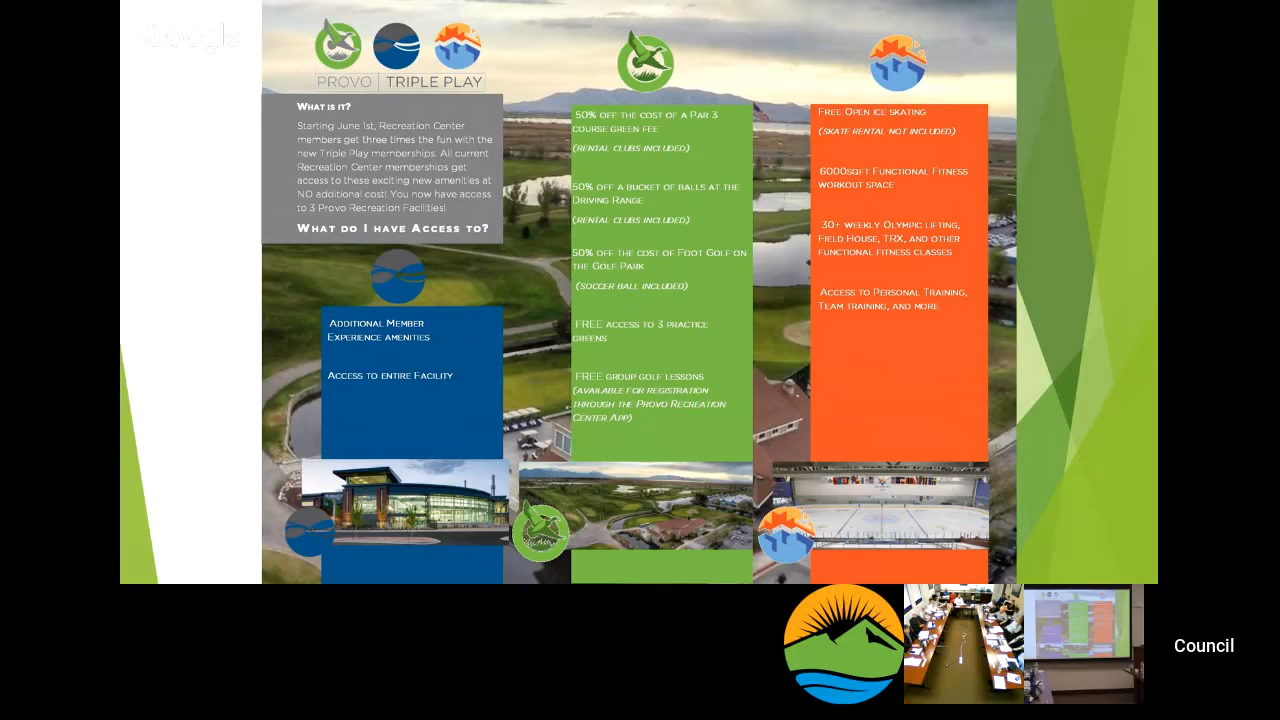 Google
PROVO TRIPLE PLAY
WHAT IS IT?
Starting June 1st, Recreation Center
members get three times the fun with the
new Triple Play memberships. All current
Recreation Center memberships get
access to these exciting new amenities at
NO additional cost! You now have access
to 3 Provo Recreation Facilities!
WHAT DO I HAVE ACCESS TO?
ADDITIONAL MEMBER
EXPERIENCE AMENITIES
ACCESS TO ENTIRE FACILITY
50% OFF THE COST OF A PAR 3
COURSE GREEN FEE
(RENTAL CLUBS INCLUDED)
50% OFF A BUCKET OF BALLS AT THE
DRIVING RANGE
(RENTAL CLUBS INCLUDED)
50% OFF THE COST OF FOOT GOLF ON
THE GOLF PARK
(SOCCER BALL INCLUDED)
FREE ACCESS TO 3 PRACTICE
GREENS
FREE GROUP GOLF LESSONS
(AVAILABLE FOR REGISTRATION
THROUGH THE PROVO RECREATION
CENTER APP)
FREE OPEN ICE SKATING
(SKATE RENTAL NOT INCLUDED)
6000SQFT FUNCTIONAL FITNESS
WORKOUT SPACE
30+ WEEKLY OLYMPIC LIFTING,
FIELD HOUSE, TRX, AND OTHER
FUNCTIONAL FITNESS CLASSES
ACCESS TO PERSONAL TRAINING,
TEAM TRAINING, AND MORE
Council